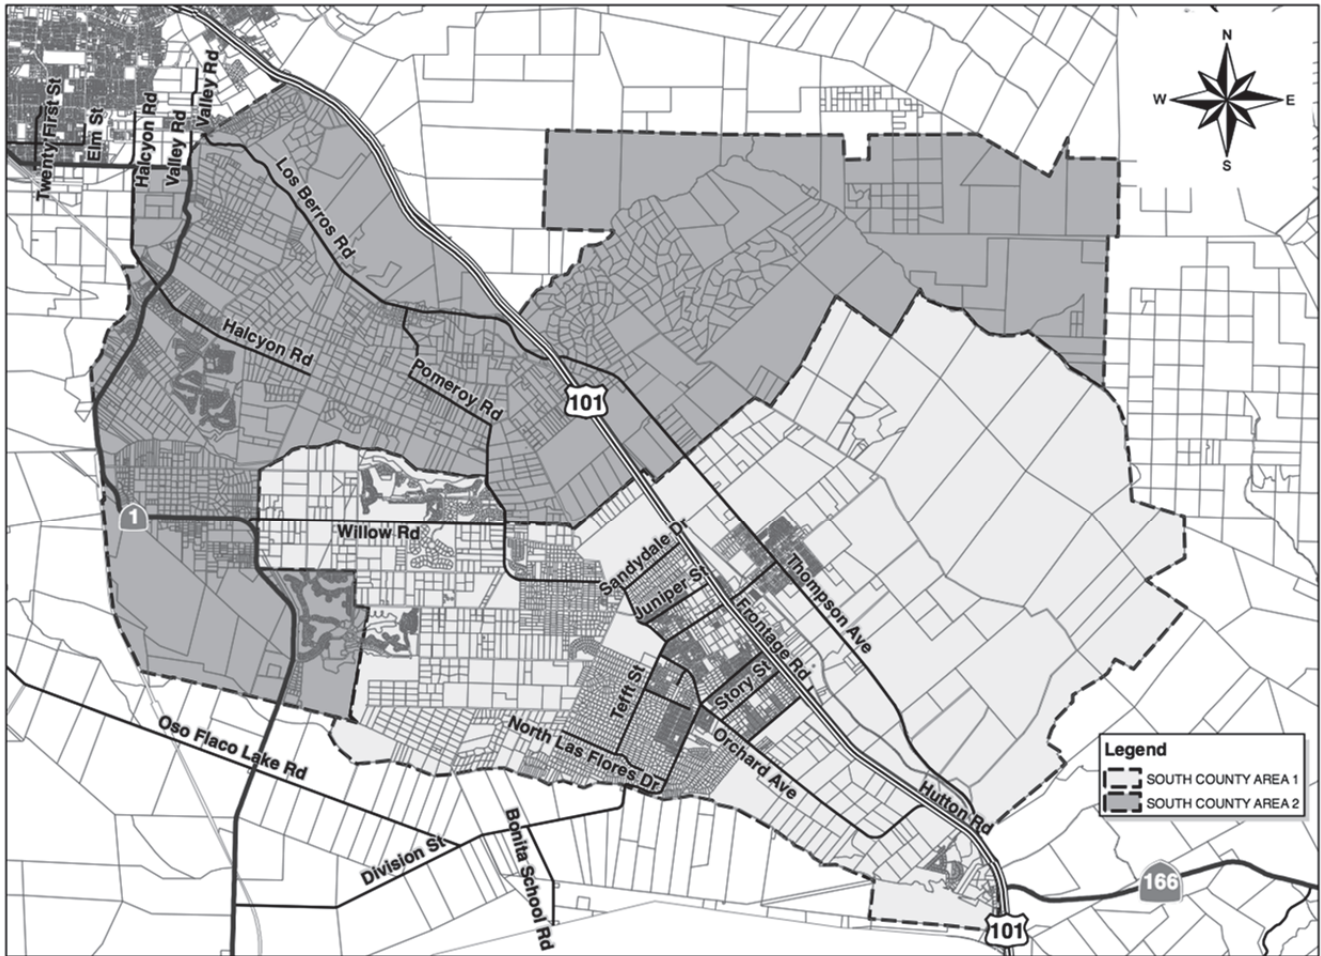 N
W
E
S
Twenty First St
Elm St
Halcyon Rd
Valley Rd
Valley Rd
Los Berros Rd
Halcyon Rd
Pomeroy Rd
101
1
Willow Rd
Sandydale Dr
Juniper St
Thompson Ave
Frontage Rd
Story St
Tefft St
North Las Flores Dr
Orchard Ave
Oso Flaco Lake Rd
Hutton Rd
Division St
Bonita School Rd
Legend
SOUTH COUNTY AREA 1
SOUTH COUNTY AREA 2
166
101